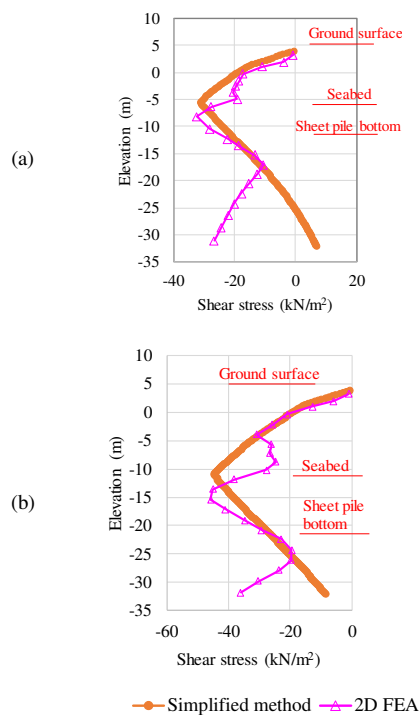 (a)
Elevation (m)
10
5
0
-5
-10
-15
-20
-25
-30
-35
Ground surface
Seabed
Sheet pile bottom
-40 -20 0 20
Shear stress (kN/m²)
(b)
Elevation (m)
10
5
0
-5
-10
-15
-20
-25
-30
-35
Ground surface
Seabed
Sheet pile
bottom
-60 -40 -20 0
Shear stress (kN/m²)
Simplified method 2D FEA